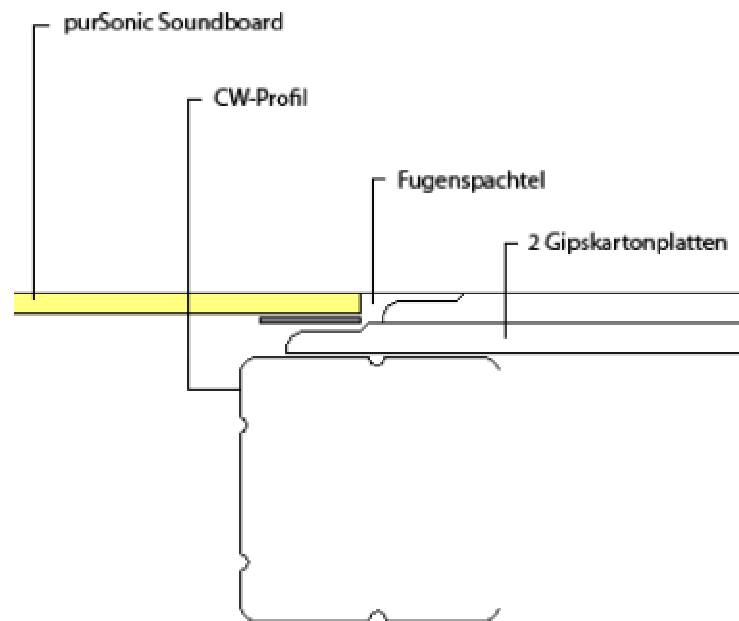 purSonic Soundboard
CW-Profil
Fugenspachtel
2 Gipskartonplatten